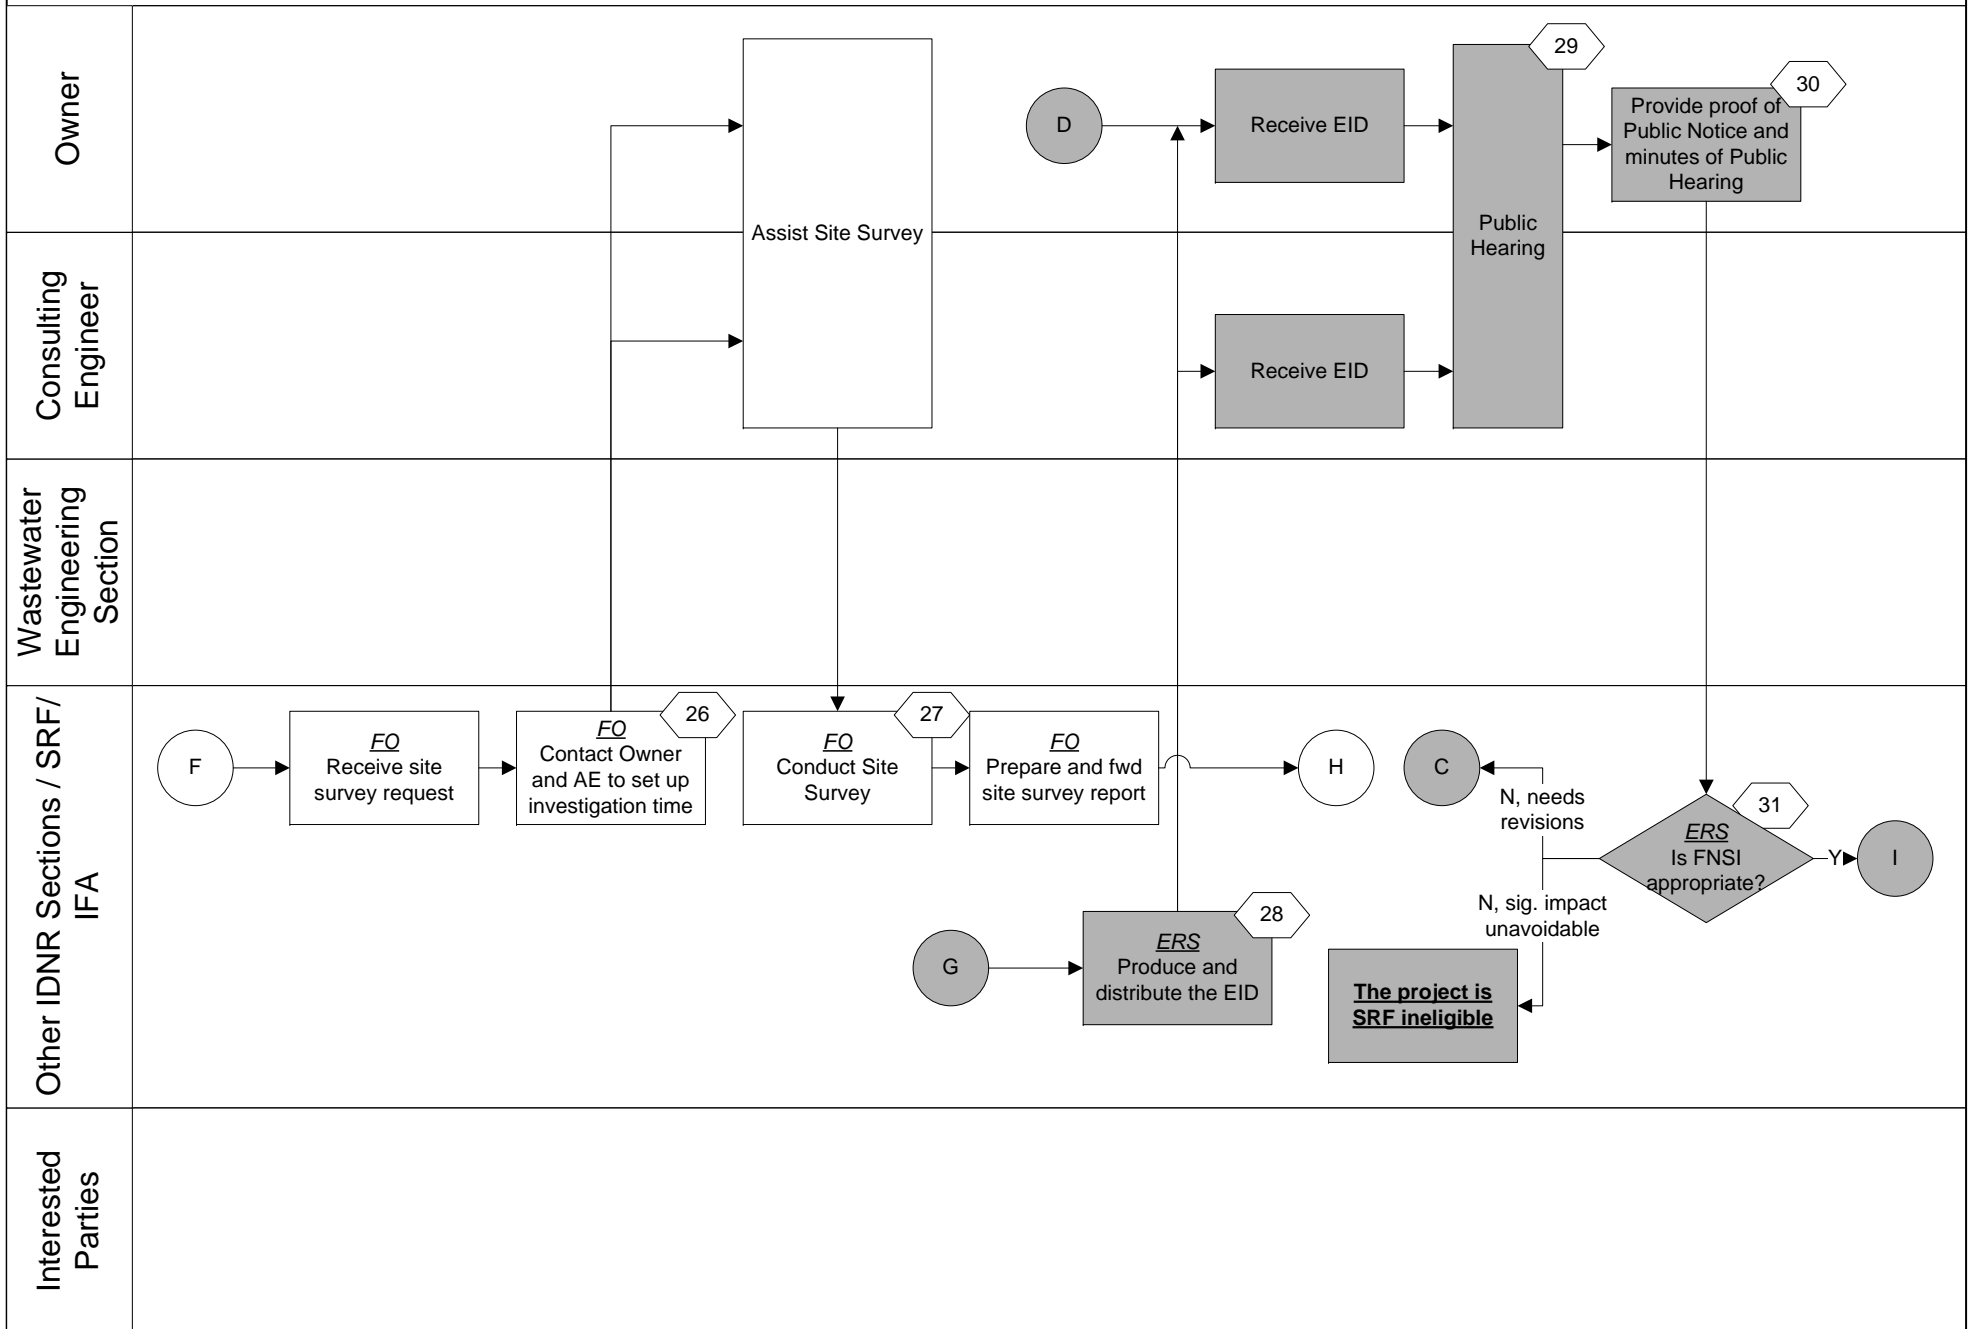 Owner
D
Receive EID
29
30
Provide proof of
Public Notice and
minutes of Public
Hearing
Assist Site Survey
Public
Hearing
Consulting
Engineer
Receive EID
Wastewater
Engineering
Section
Other IDNR Sections / SRF/
IFA
F
FO
Receive site
survey request
26
FO
Contact Owner
and AE to set up
investigation time
27
FO
Conduct Site
Survey
FO
Prepare and fwd
site survey report
H
C
N, needs
revisions
31
ERS
Is FNSI
appropriate?
Y
I
N, sig. impact
unavoidable
G
28
ERS
Produce and
distribute the EID
The project is
SRF ineligible
Interested
Parties